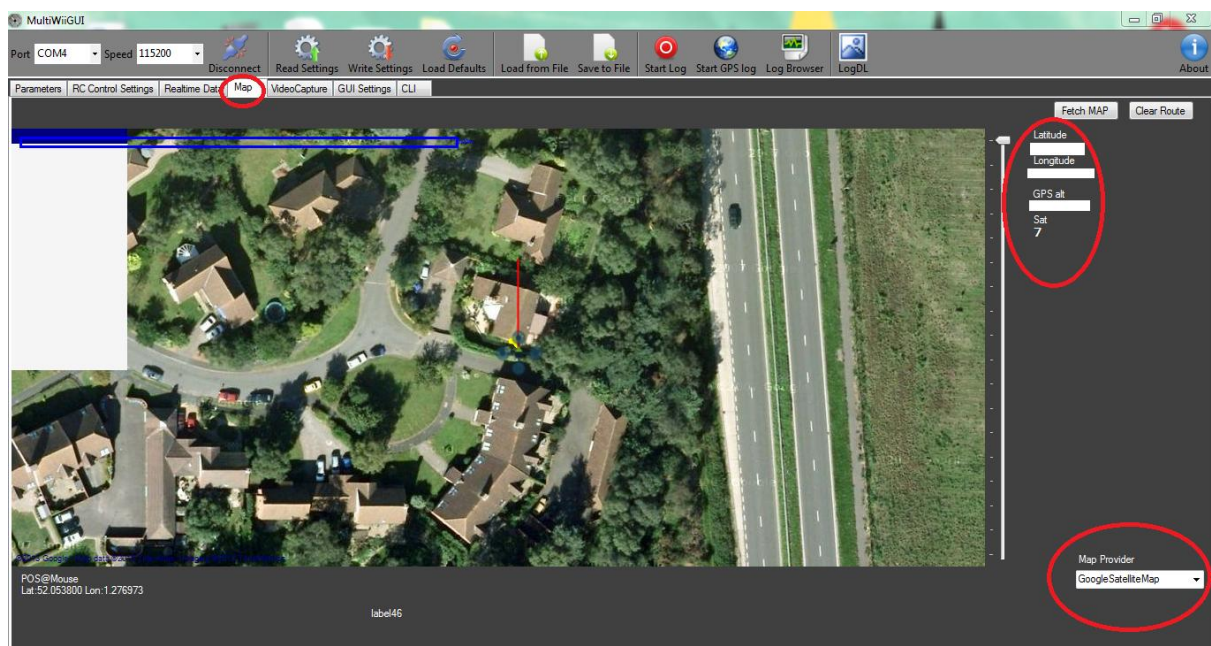 MultiWiiGUI
Port COM4 Speed 115200 Disconnect Read Settings Write Settings Load Defaults Load from File Save to File Start Log Start GPS log Log Browser LogDL About
Parameters RC Control Settings Realtime Data Map VideoCapture GUI Settings CLI
Fetch MAP Clear Route
Latitude
Longitude
GPS alt
Sat
7
Map Provider
GoogleSatelliteMap
POS@Mouse
Lat:52.053800 Lon:1.276973
label46